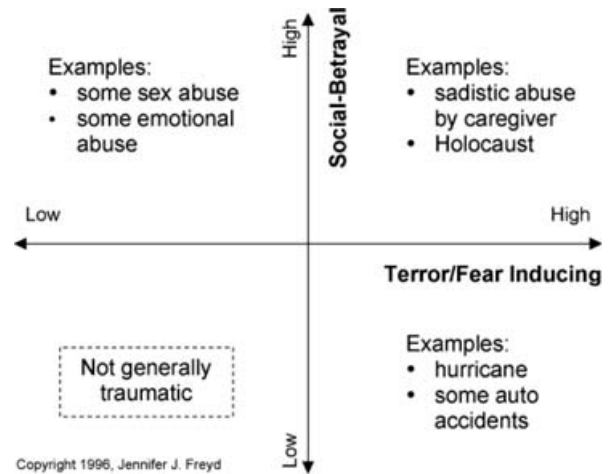 High
Social-Betrayal
Examples:
• some sex abuse
• some emotional
abuse
Examples:
• sadistic abuse
by caregiver
• Holocaust
Low
High
Terror/Fear Inducing
Not generally
traumatic
Examples:
• hurricane
• some auto
accidents
Low
Copyright 1996, Jennifer J. Freyd